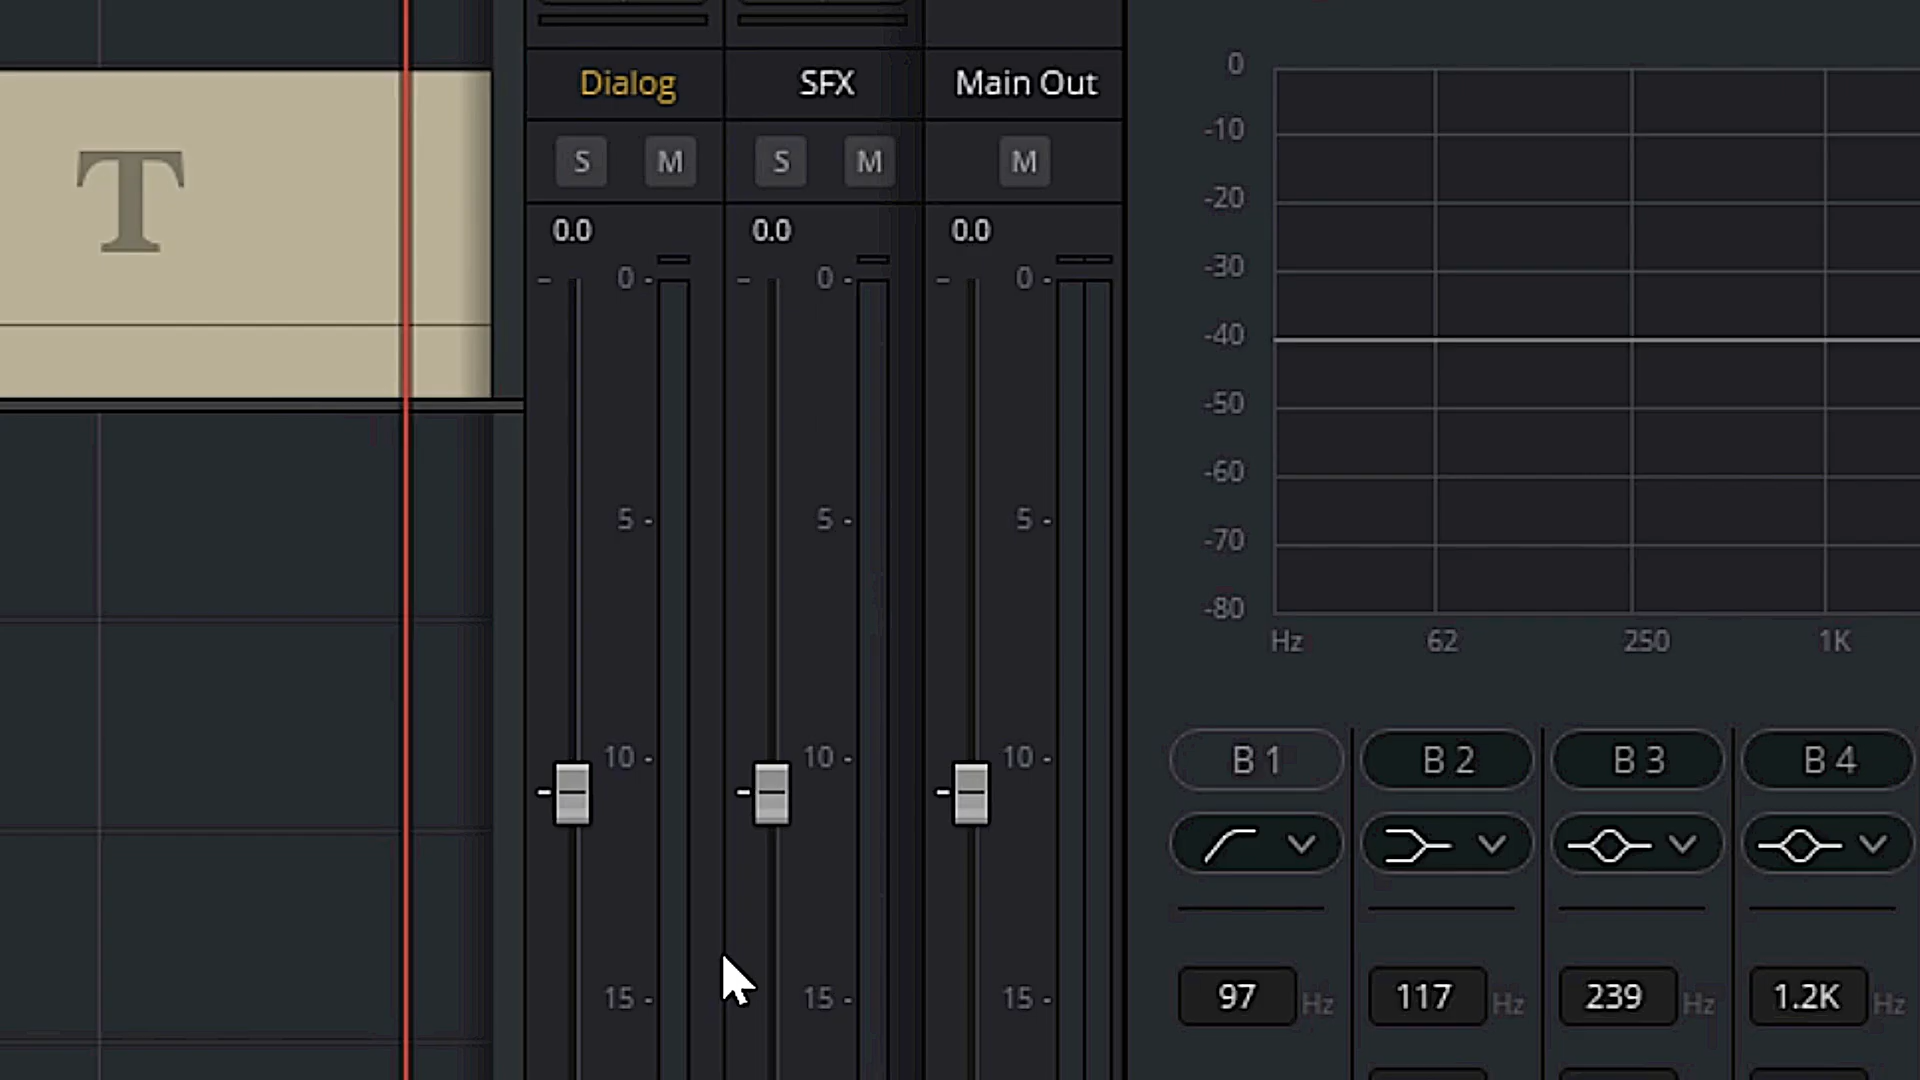 T
Dialog
SFX
Main Out
S M
S M
M
0.0
0.0
0.0
0 -
0 -
0 -
5 -
5 -
5 -
10 -
10 -
10 -
15 -
15 -
15 -
0
-10
-20
-30
-40
-50
-60
-70
-80
Hz 62 250 1K
B 1
B 2
B 3
B 4
97 Hz
117 Hz
239 Hz
1.2K Hz